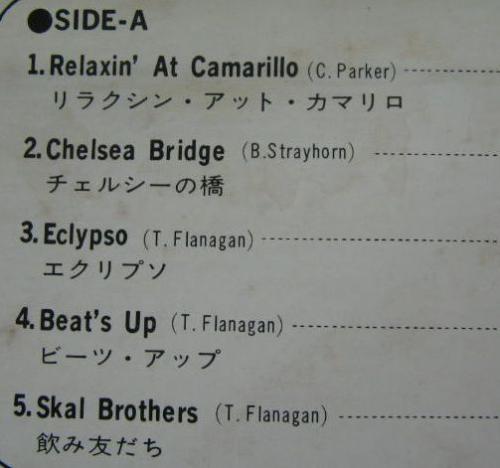 ●SIDE-A
1. Relaxin' At Camarillo (C. Parker)
リラクシン・アット・カマリロ
2. Chelsea Bridge (B.Strayhorn)
チェルシーの橋
3. Eclypso (T. Flanagan)
エクリプソ
4. Beat's Up (T. Flanagan)
ビーツ・アップ
5. Skal Brothers (T. Flanagan)
飲み友だち